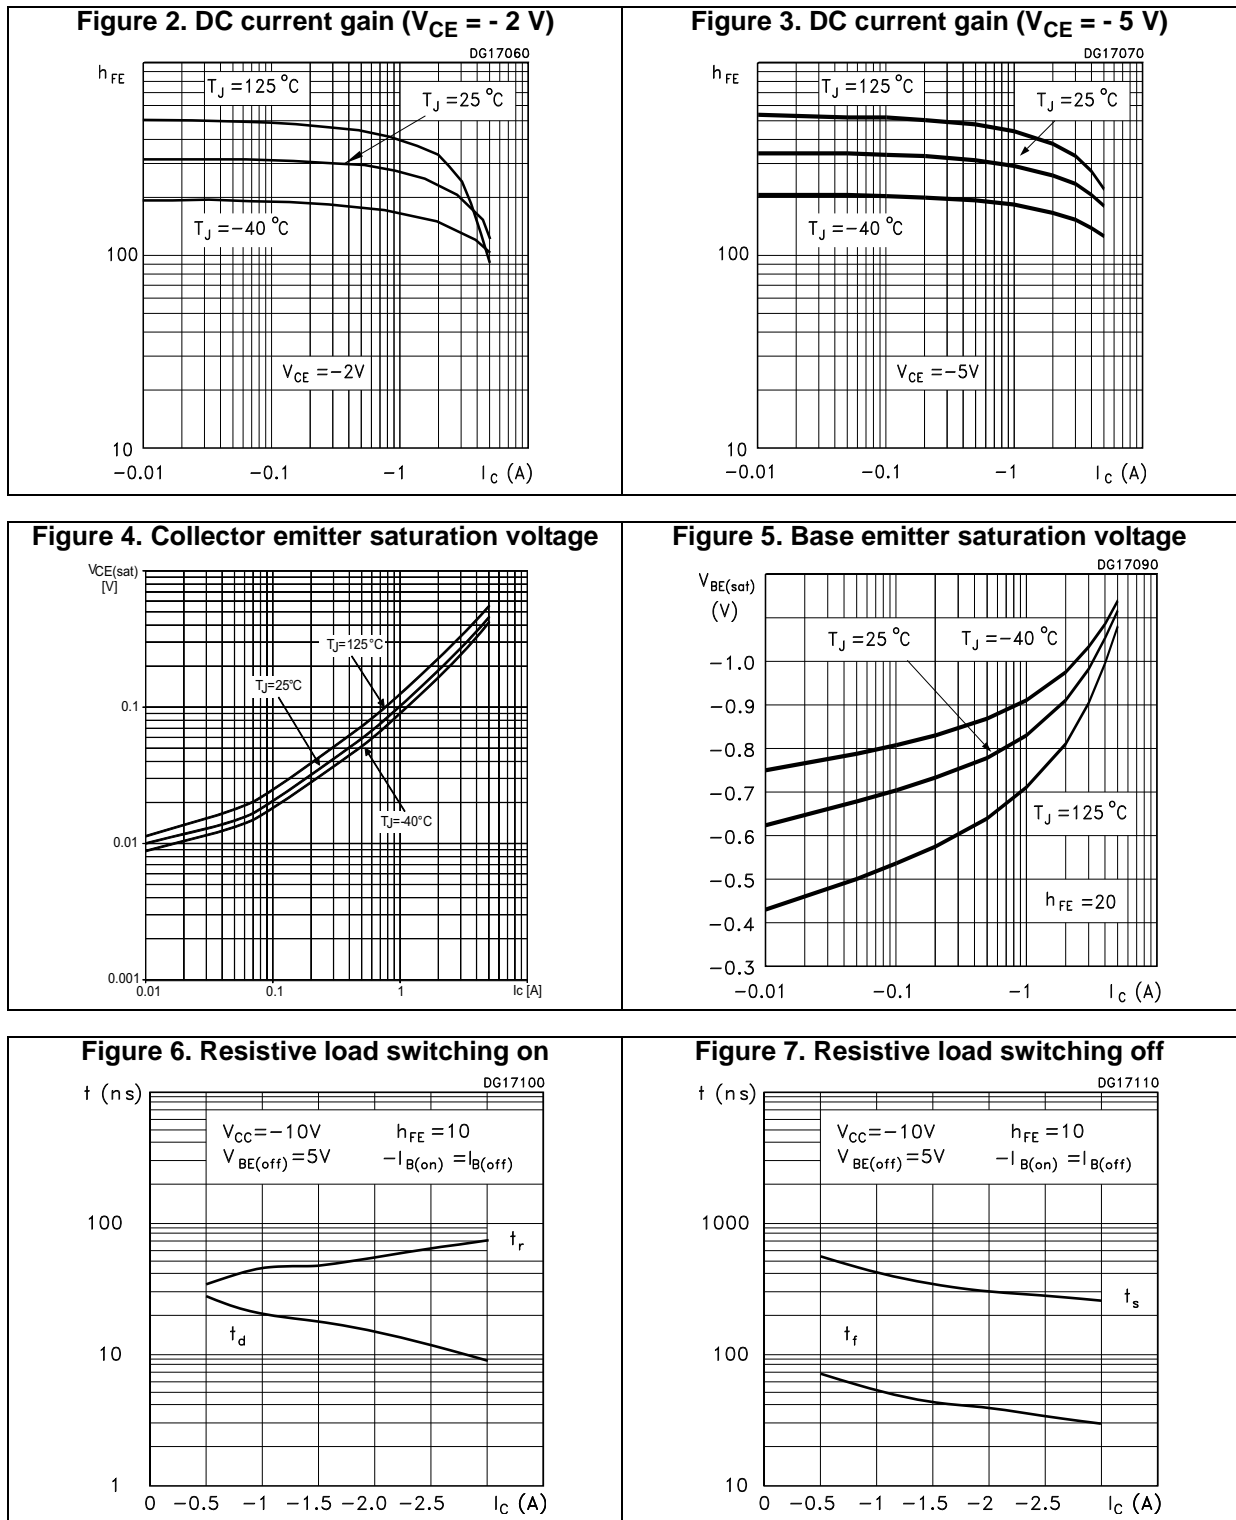 Figure 2. DC current gain (VCE = - 2 V)
DG17060
hFE
TJ =125 °C
TJ =25 °C
TJ =-40 °C
100
VCE =-2V
10
-0.01 -0.1 -1 IC (A)
Figure 3. DC current gain (VCE = - 5 V)
DG17070
hFE
TJ =125 °C
TJ =25 °C
TJ =-40 °C
100
VCE =-5V
10
-0.01 -0.1 -1 IC (A)
Figure 4. Collector emitter saturation voltage
VCE(sat)
[V]
TJ=125°C
TJ=25°C
0.1
TJ=-40°C
0.01
0.001
0.01 0.1 1 Ic [A]
Figure 5. Base emitter saturation voltage
DG17090
VBE(sat)
(V)
TJ =25 °C TJ =-40 °C
-1.0
-0.9
-0.8
-0.7
TJ =125 °C
-0.6
-0.5
hFE =20
-0.4
-0.3
-0.01 -0.1 -1 IC (A)
Figure 6. Resistive load switching on
DG17100
t (ns)
VCC=-10V hFE =10
VBE(off) =5V -IB(on) =IB(off)
100
tr
td
10
1
0 -0.5 -1 -1.5 -2.0 -2.5 IC (A)
Figure 7. Resistive load switching off
DG17110
t (ns)
VCC=-10V hFE =10
VBE(off) =5V -IB(on) =IB(off)
1000
ts
tf
100
10
0 -0.5 -1 -1.5 -2 -2.5 IC (A)